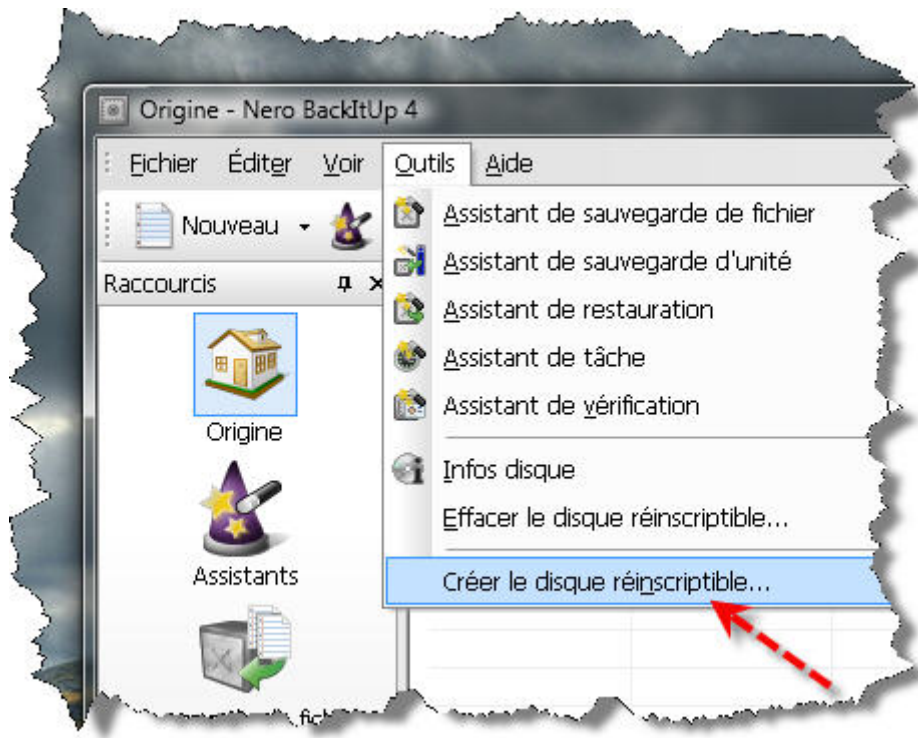 Origine - Nero BackItUp 4
Fichier Éditer Voir Outils Aide
Nouveau
Raccourcis
Origine
Assistants
Assistant de sauvegarde de fichier
Assistant de sauvegarde d'unité
Assistant de restauration
Assistant de tâche
Assistant de vérification
Infos disque
Effacer le disque réinscriptible...
Créer le disque réinscriptible...